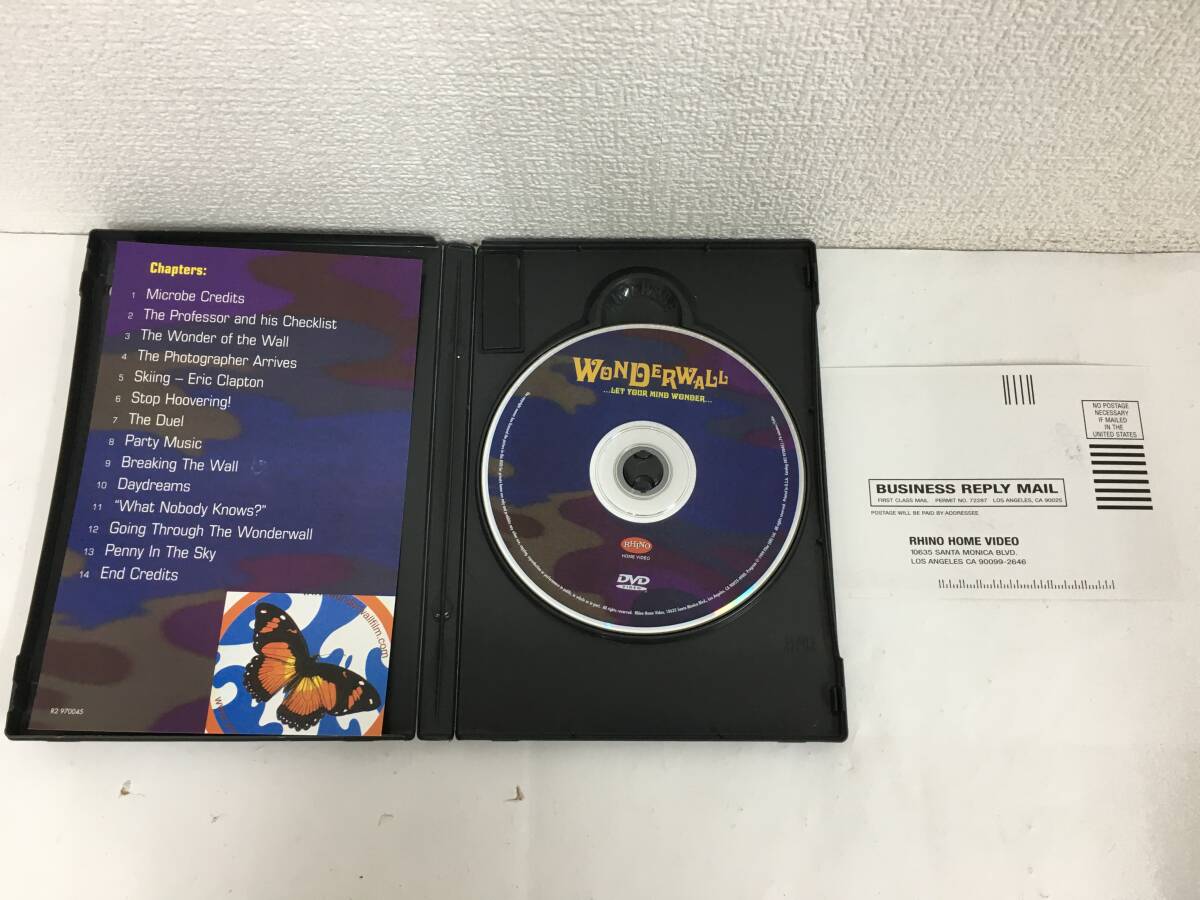 Chapters:
1 Microbe Credits
2 The Professor and his Checklist
3 The Wonder of the Wall
4 The Photographer Arrives
5 Skiing – Eric Clapton
6 Stop Hoovering!
7 The Duel
8 Party Music
9 Breaking The Wall
10 Daydreams
11 “What Nobody Knows?”
12 Going Through The Wonderwall
13 Penny In The Sky
14 End Credits
R2 970045
WONDERWALL
...LET YOUR MIND WONDER...
RHINO
HOME VIDEO
DVD
VIDEO
NO POSTAGE
NECESSARY
IF MAILED
IN THE
UNITED STATES
BUSINESS REPLY MAIL
FIRST CLASS MAIL PERMIT NO. 72287 LOS ANGELES, CA 90025
POSTAGE WILL BE PAID BY ADDRESSEE
RHINO HOME VIDEO
10635 SANTA MONICA BLVD.
LOS ANGELES CA 90099-2646